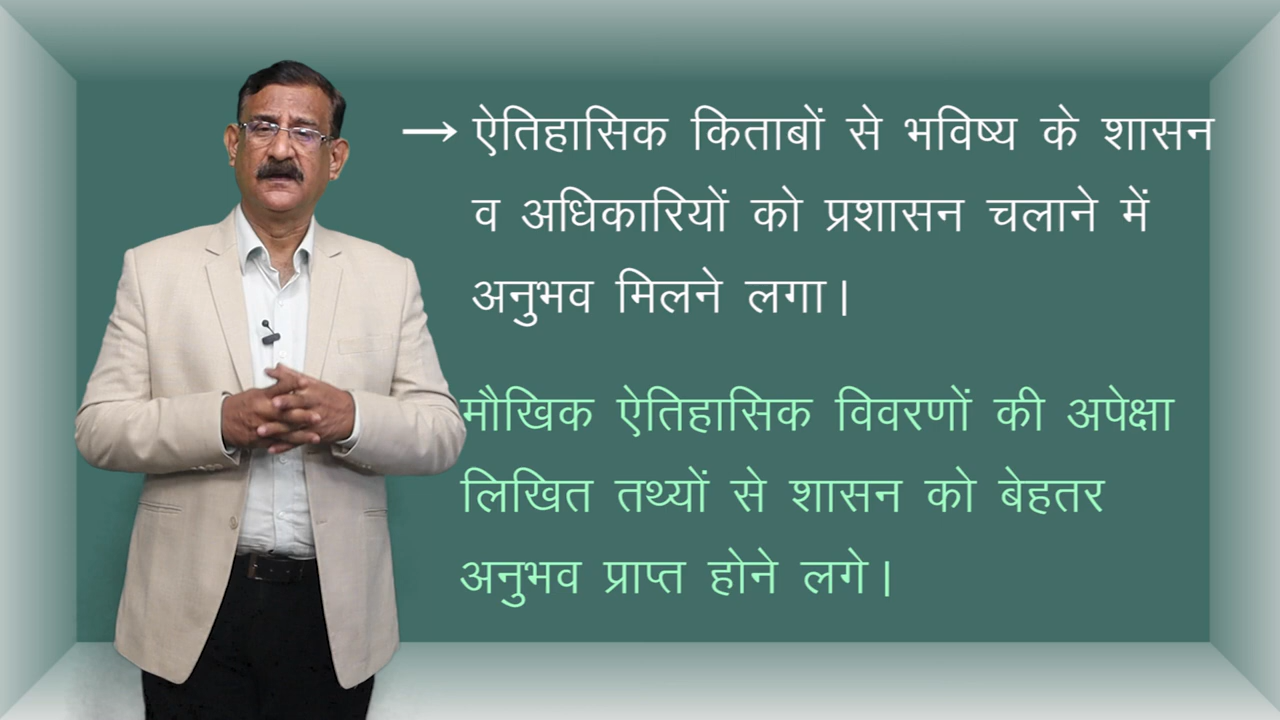 → ऐतिहासिक किताबों से भविष्य के शासन
व अधिकारियों को प्रशासन चलाने में
अनुभव मिलने लगा।
मौखिक ऐतिहासिक विवरणों की अपेक्षा
लिखित तथ्यों से शासन को बेहतर
अनुभव प्राप्त होने लगे।